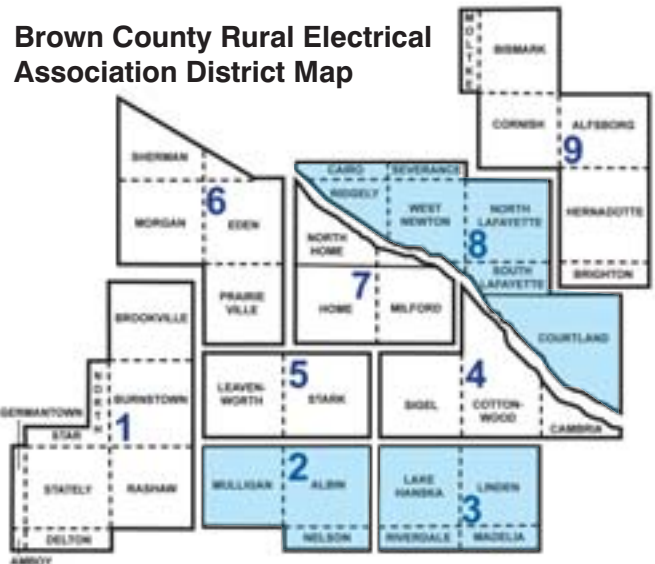 Brown County Rural Electrical
Association District Map
MOLTKE
BISMARK
CORNISH
ALFSBORG
9
HERNADOTTE
BRIGHTON
SHERMAN
6
MORGAN
EDEN
PRAIRIE
VILLE
CAIRO
SEVERANCE
RIDGELY
WEST
NEWTON
NORTH
LAFAYETTE
8
SOUTH
LAFAYETTE
COURTLAND
NORTH
HOME
7
HOME
MILFORD
BROOKVILLE
NORTH
BURNSTOWN
GERMANTOWN
STAR
1
STATELY
RASHAW
DELTON
AMBOY
LEAVEN-
WORTH
5
STARK
4
SIGEL
COTTON-
WOOD
CAMBRIA
MULLIGAN
2
ALBIN
NELSON
LAKE
HANSKA
LINDEN
3
RIVERDALE
MADELIA